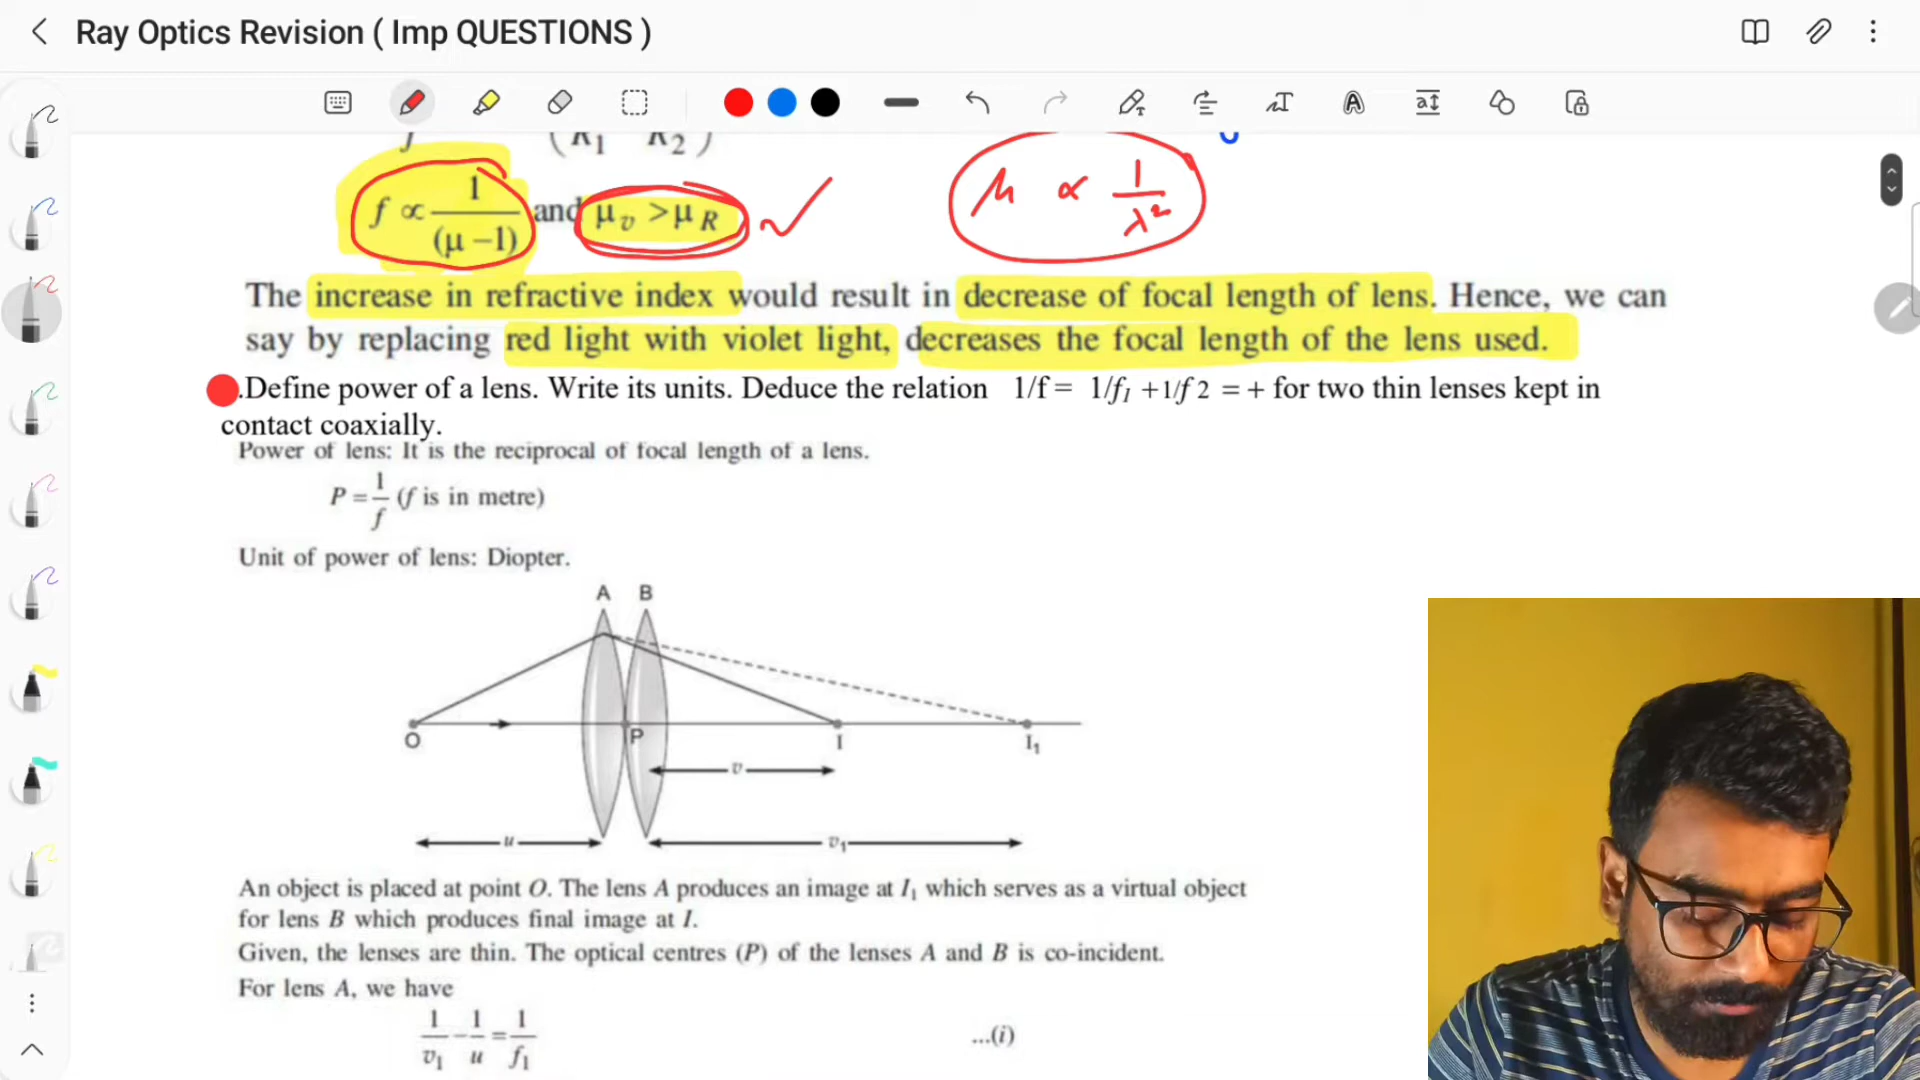 Ray Optics Revision ( Imp QUESTIONS )
f ∝ 1/(μ −1) and μv >μR
μ ∝ 1/λ²
The increase in refractive index would result in decrease of focal length of lens. Hence, we can
say by replacing red light with violet light, decreases the focal length of the lens used.
.Define power of a lens. Write its units. Deduce the relation 1/f = 1/f1 +1/f 2 = + for two thin lenses kept in
contact coaxially.
Power of lens: It is the reciprocal of focal length of a lens.
P = 1/f (f is in metre)
Unit of power of lens: Diopter.
A B
O P I I1
v
u v1
An object is placed at point O. The lens A produces an image at I1 which serves as a virtual object
for lens B which produces final image at I.
Given, the lenses are thin. The optical centres (P) of the lenses A and B is co-incident.
For lens A, we have
1/v1 − 1/u = 1/f1 ...(i)